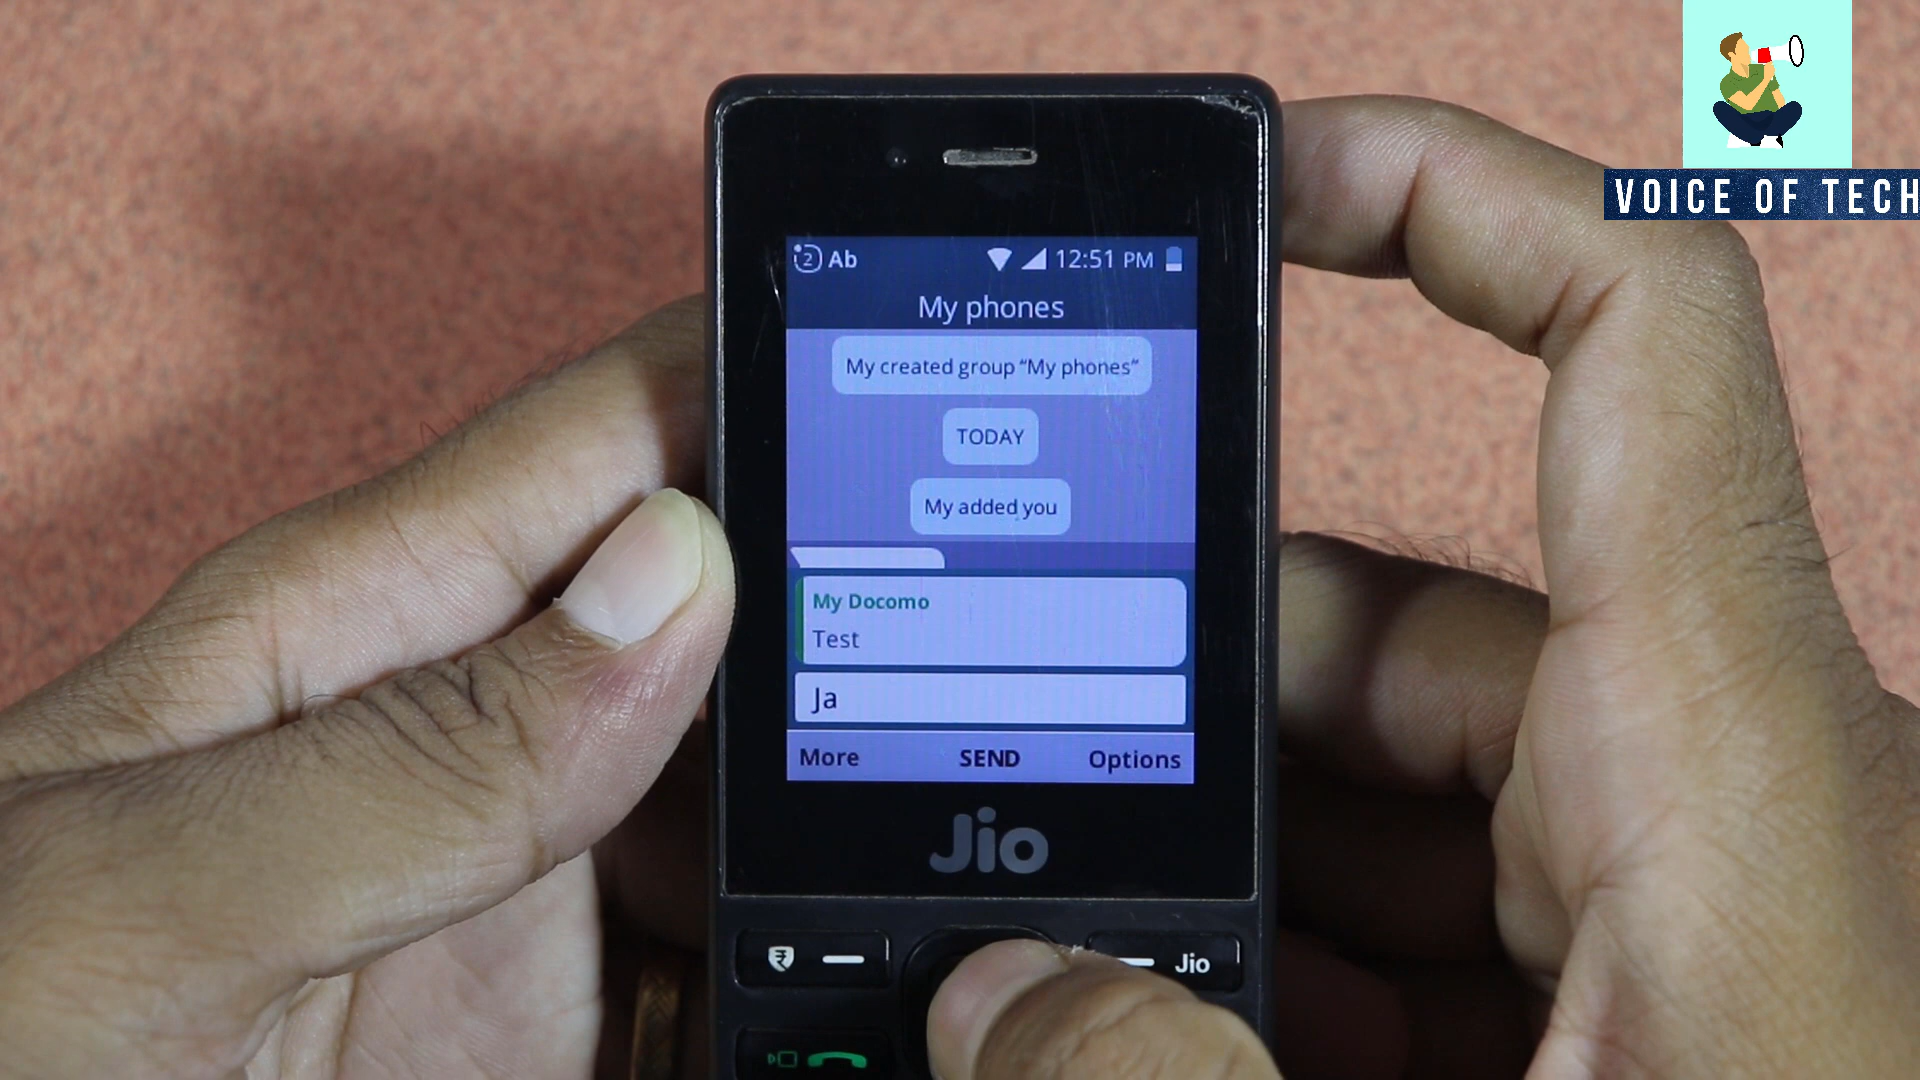 VOICE OF TECH
2 Ab 12:51 PM
My phones
My created group “My phones”
TODAY
My added you
My Docomo
Test
Ja
More SEND Options
Jio
₹ Jio